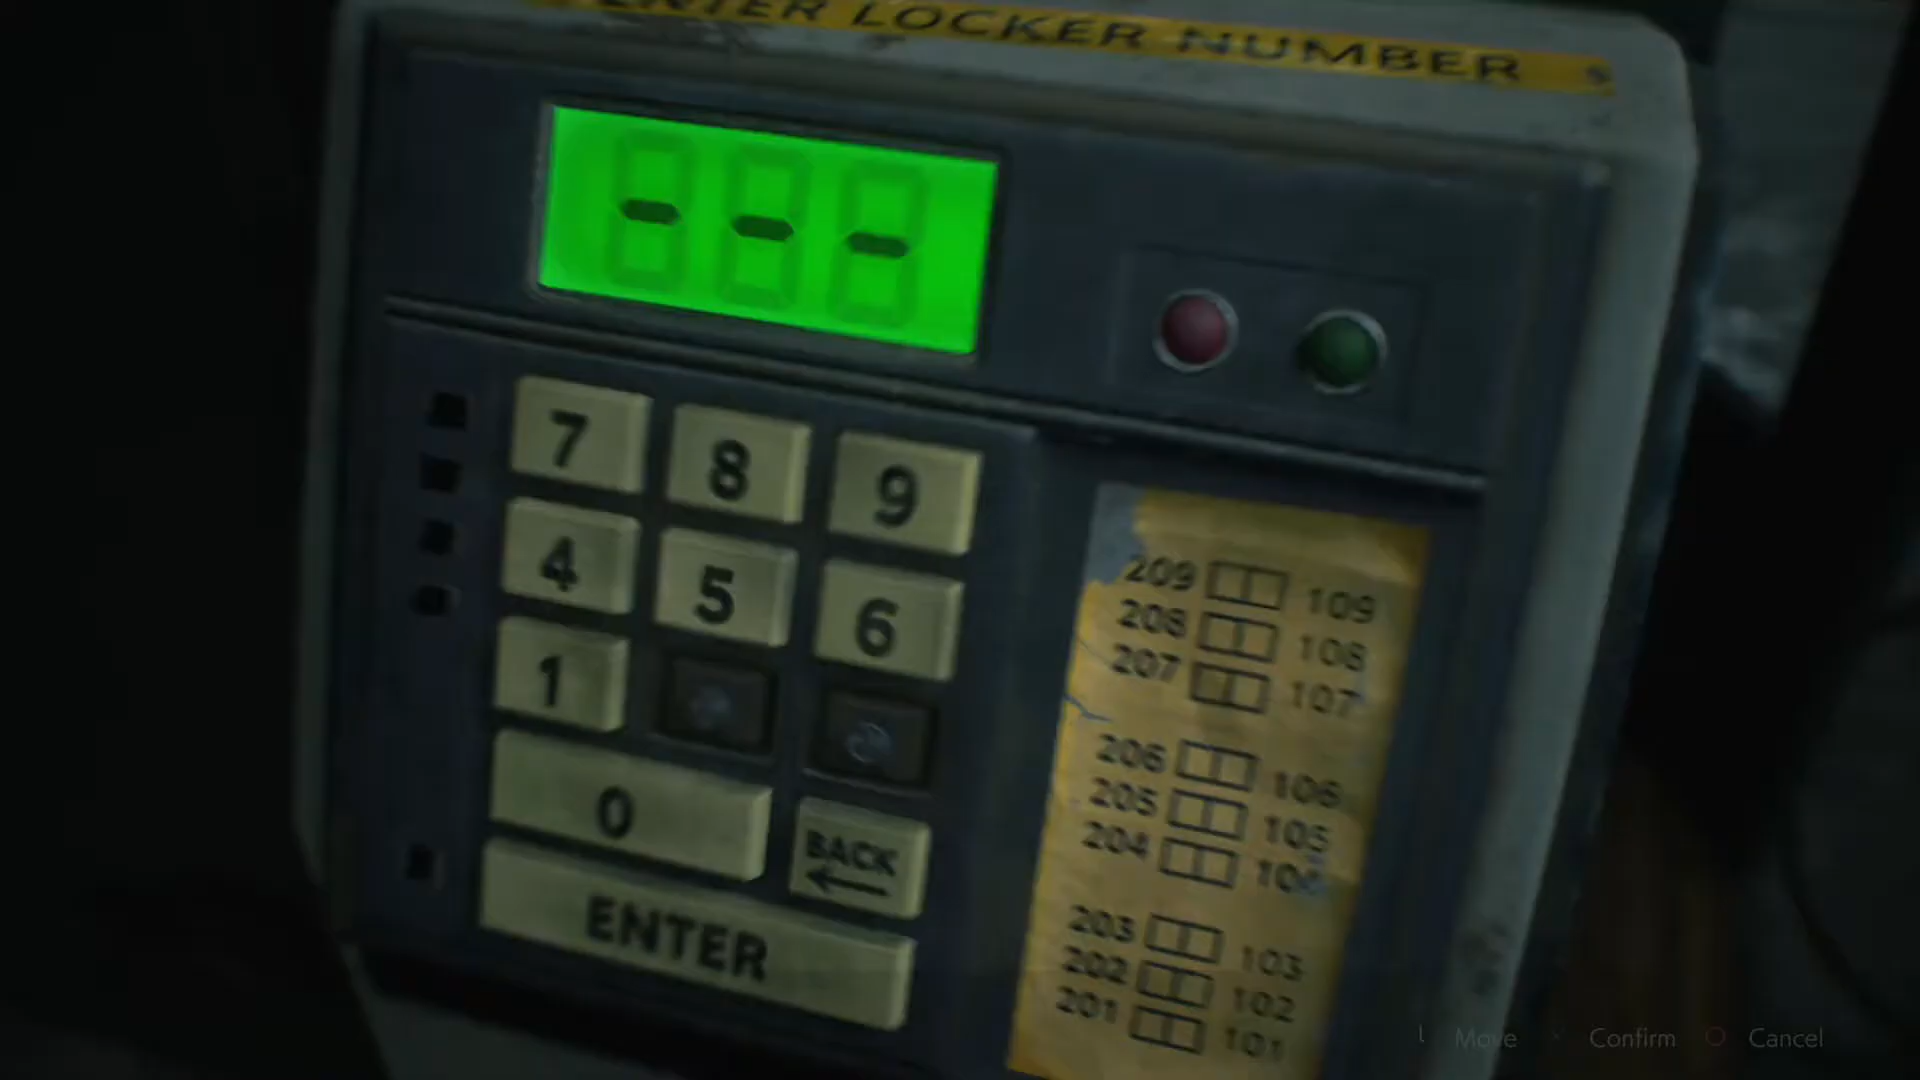 ENTER LOCKER NUMBER
7 8 9
4 5 6
1
0 BACK
ENTER
209 109
208 108
207 107
206 106
205 105
204
203 103
202 102
201 101
Move Confirm Cancel